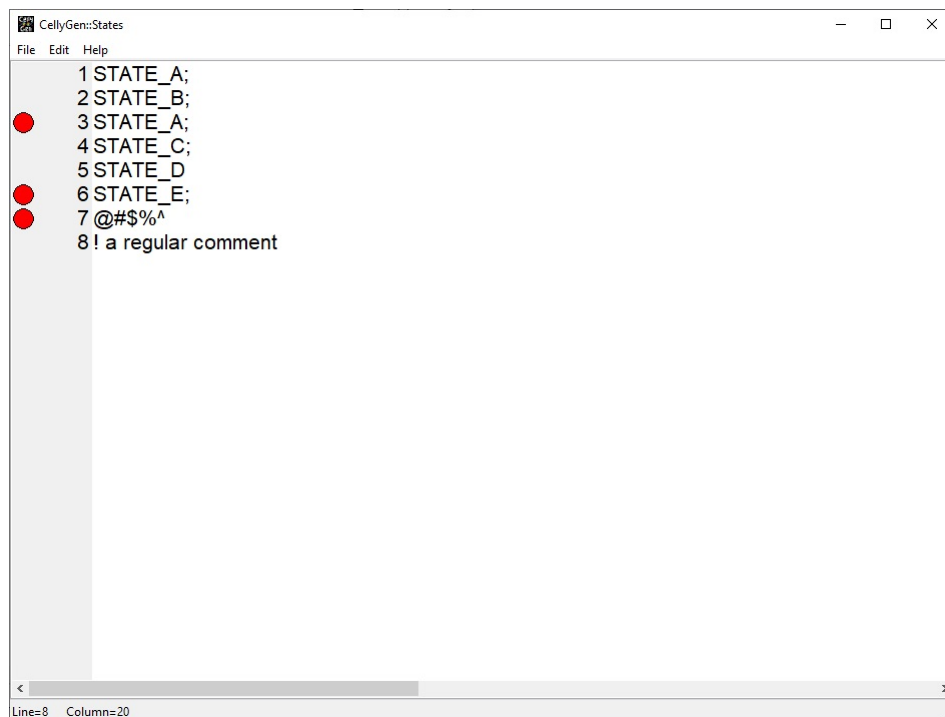 CellyGen::States
File Edit Help
1 STATE_A;
2 STATE_B;
3 STATE_A;
4 STATE_C;
5 STATE_D
6 STATE_E;
7 @#$%^
8 ! a regular comment
Line=8 Column=20